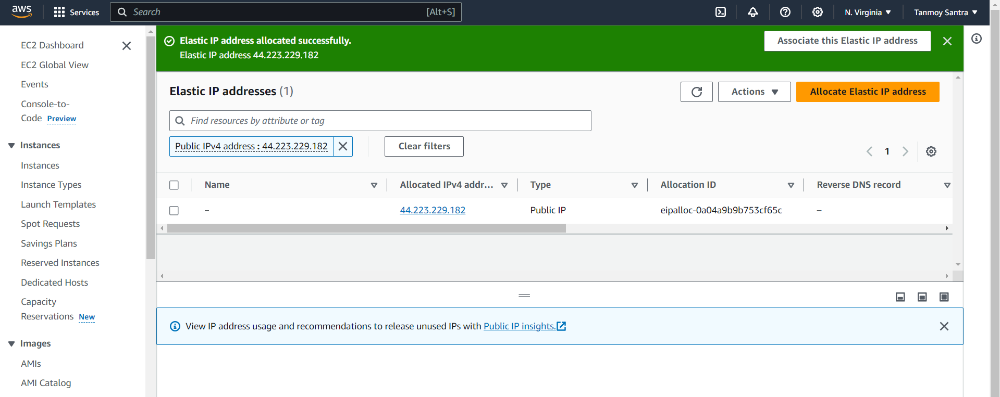 aws
Services
Search
[Alt+S]
N. Virginia
Tanmoy Santra
EC2 Dashboard
EC2 Global View
Events
Console-to-
Code Preview
Instances
Instances
Instance Types
Launch Templates
Spot Requests
Savings Plans
Reserved Instances
Dedicated Hosts
Capacity
Reservations New
Images
AMIs
AMI Catalog
Elastic IP address allocated successfully.
Elastic IP address 44.223.229.182
Associate this Elastic IP address
Elastic IP addresses (1)
Actions
Allocate Elastic IP address
Find resources by attribute or tag
Public IPv4 address : 44.223.229.182
Clear filters
1
Name Allocated IPv4 addr... Type Allocation ID Reverse DNS record
– 44.223.229.182 Public IP eipalloc-0a04a9b9b753cf65c –
View IP address usage and recommendations to release unused IPs with Public IP insights.